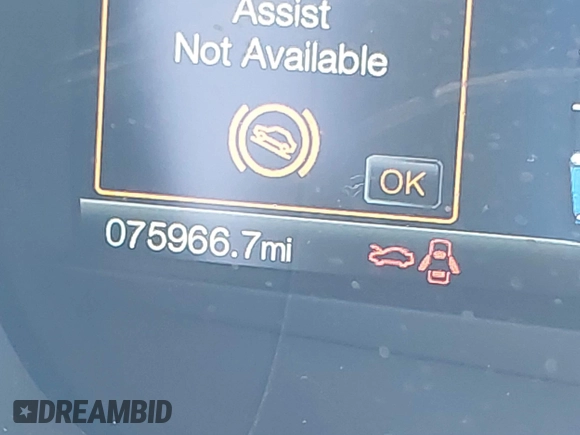 Assist
Not Available
OK
075966.7mi
DREAMBID